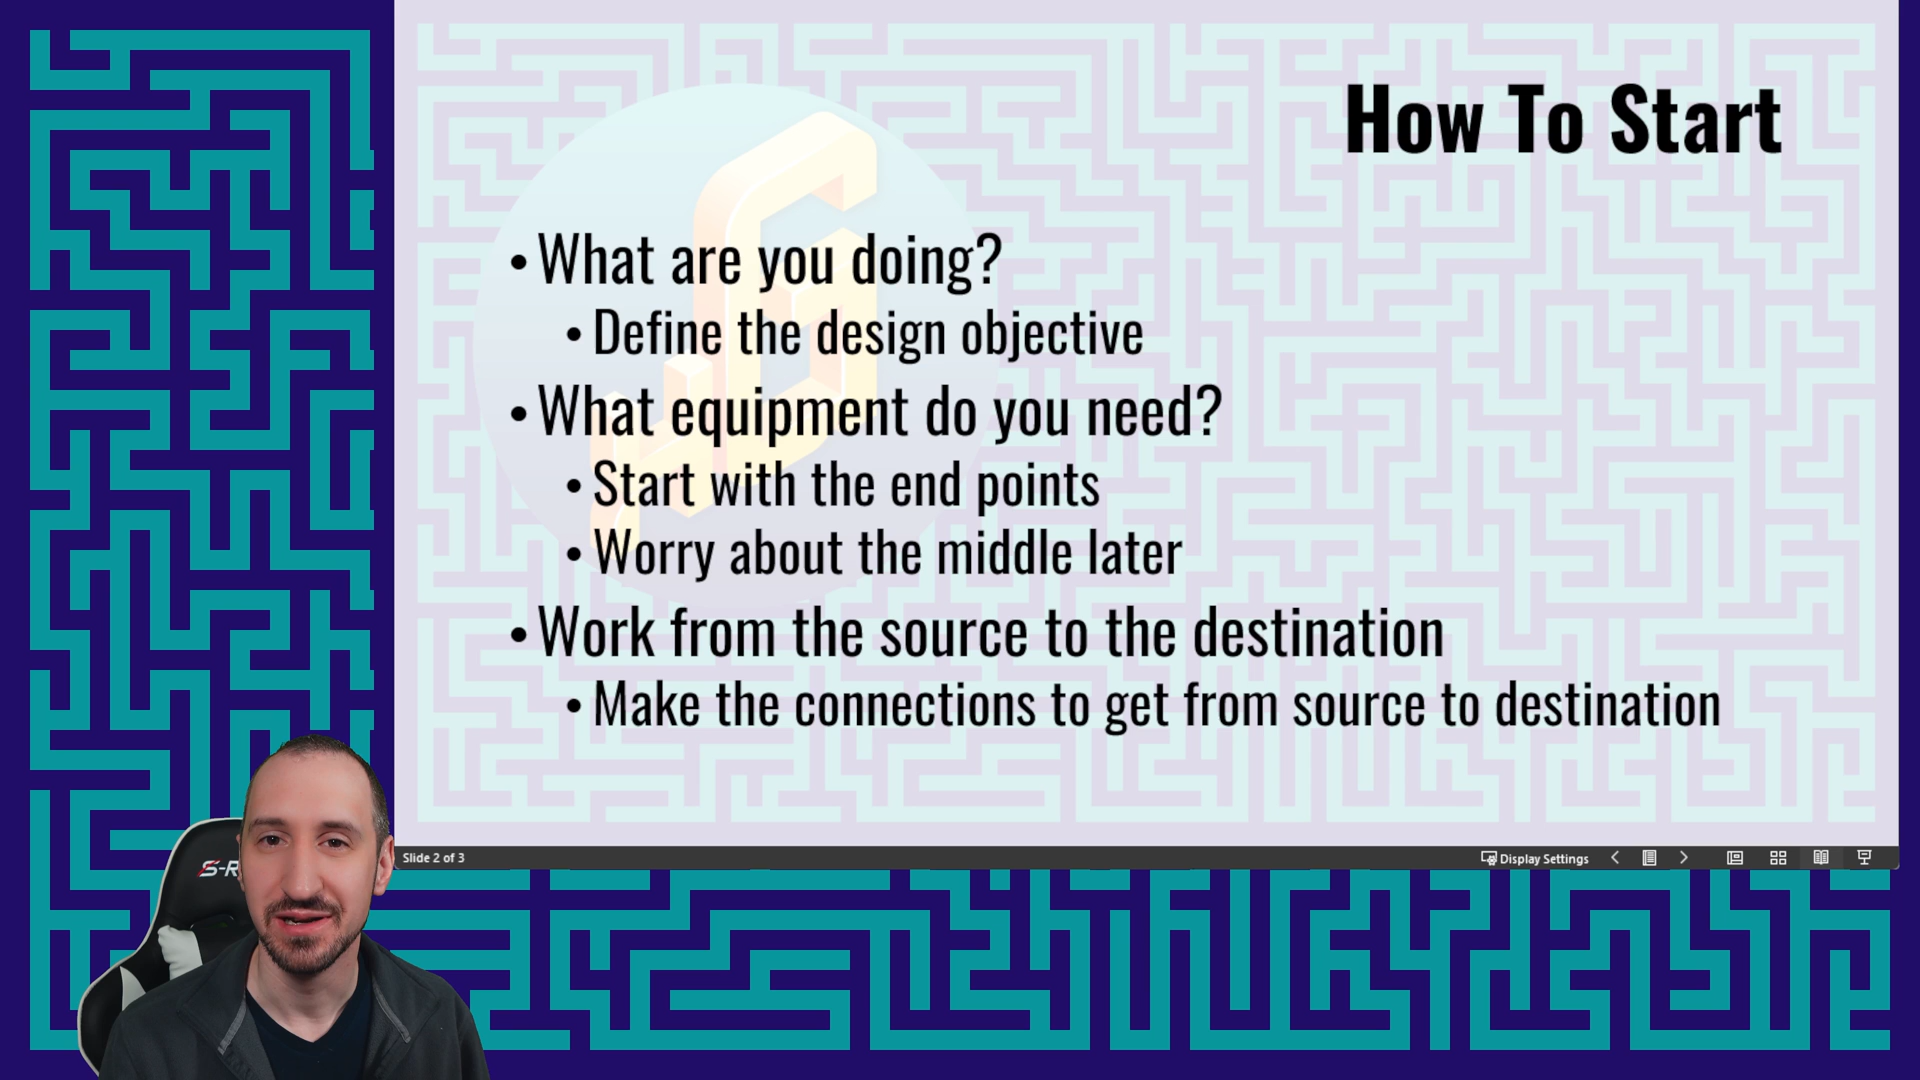 How To Start
• What are you doing?
• Define the design objective
• What equipment do you need?
• Start with the end points
• Worry about the middle later
• Work from the source to the destination
• Make the connections to get from source to destination
Slide 2 of 3
Display Settings
S-R